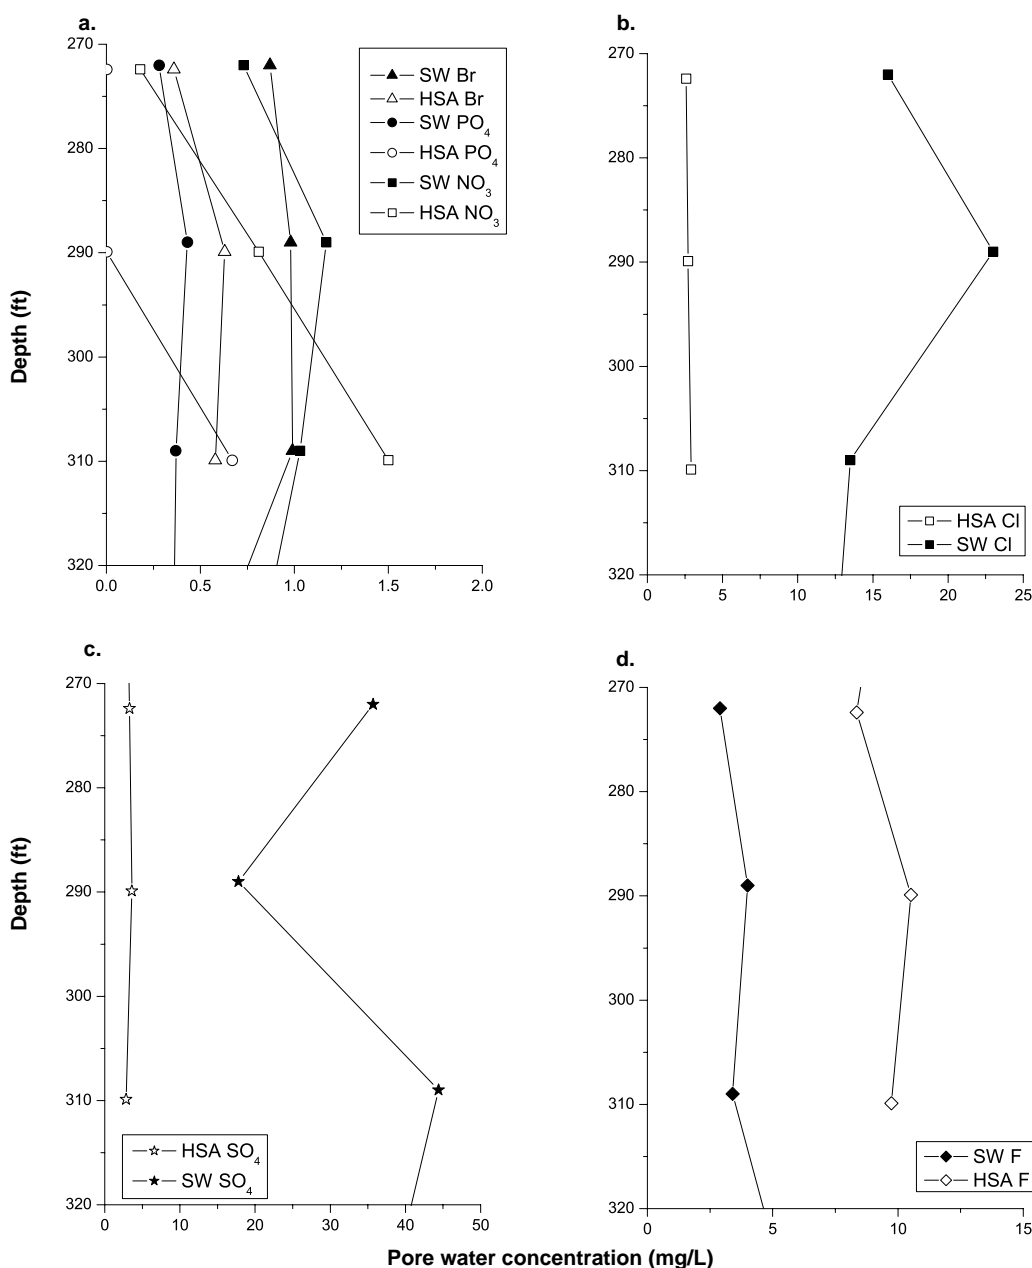 a.
270
280
290
300
310
320
0.0 0.5 1.0 1.5 2.0
Depth (ft)
SW Br
HSA Br
SW PO4
HSA PO4
SW NO3
HSA NO3
b.
270
280
290
300
310
320
0 5 10 15 20 25
HSA Cl
SW Cl
c.
270
280
290
300
310
320
0 10 20 30 40 50
Depth (ft)
HSA SO4
SW SO4
d.
270
280
290
300
310
320
0 5 10 15
SW F
HSA F
Pore water concentration (mg/L)